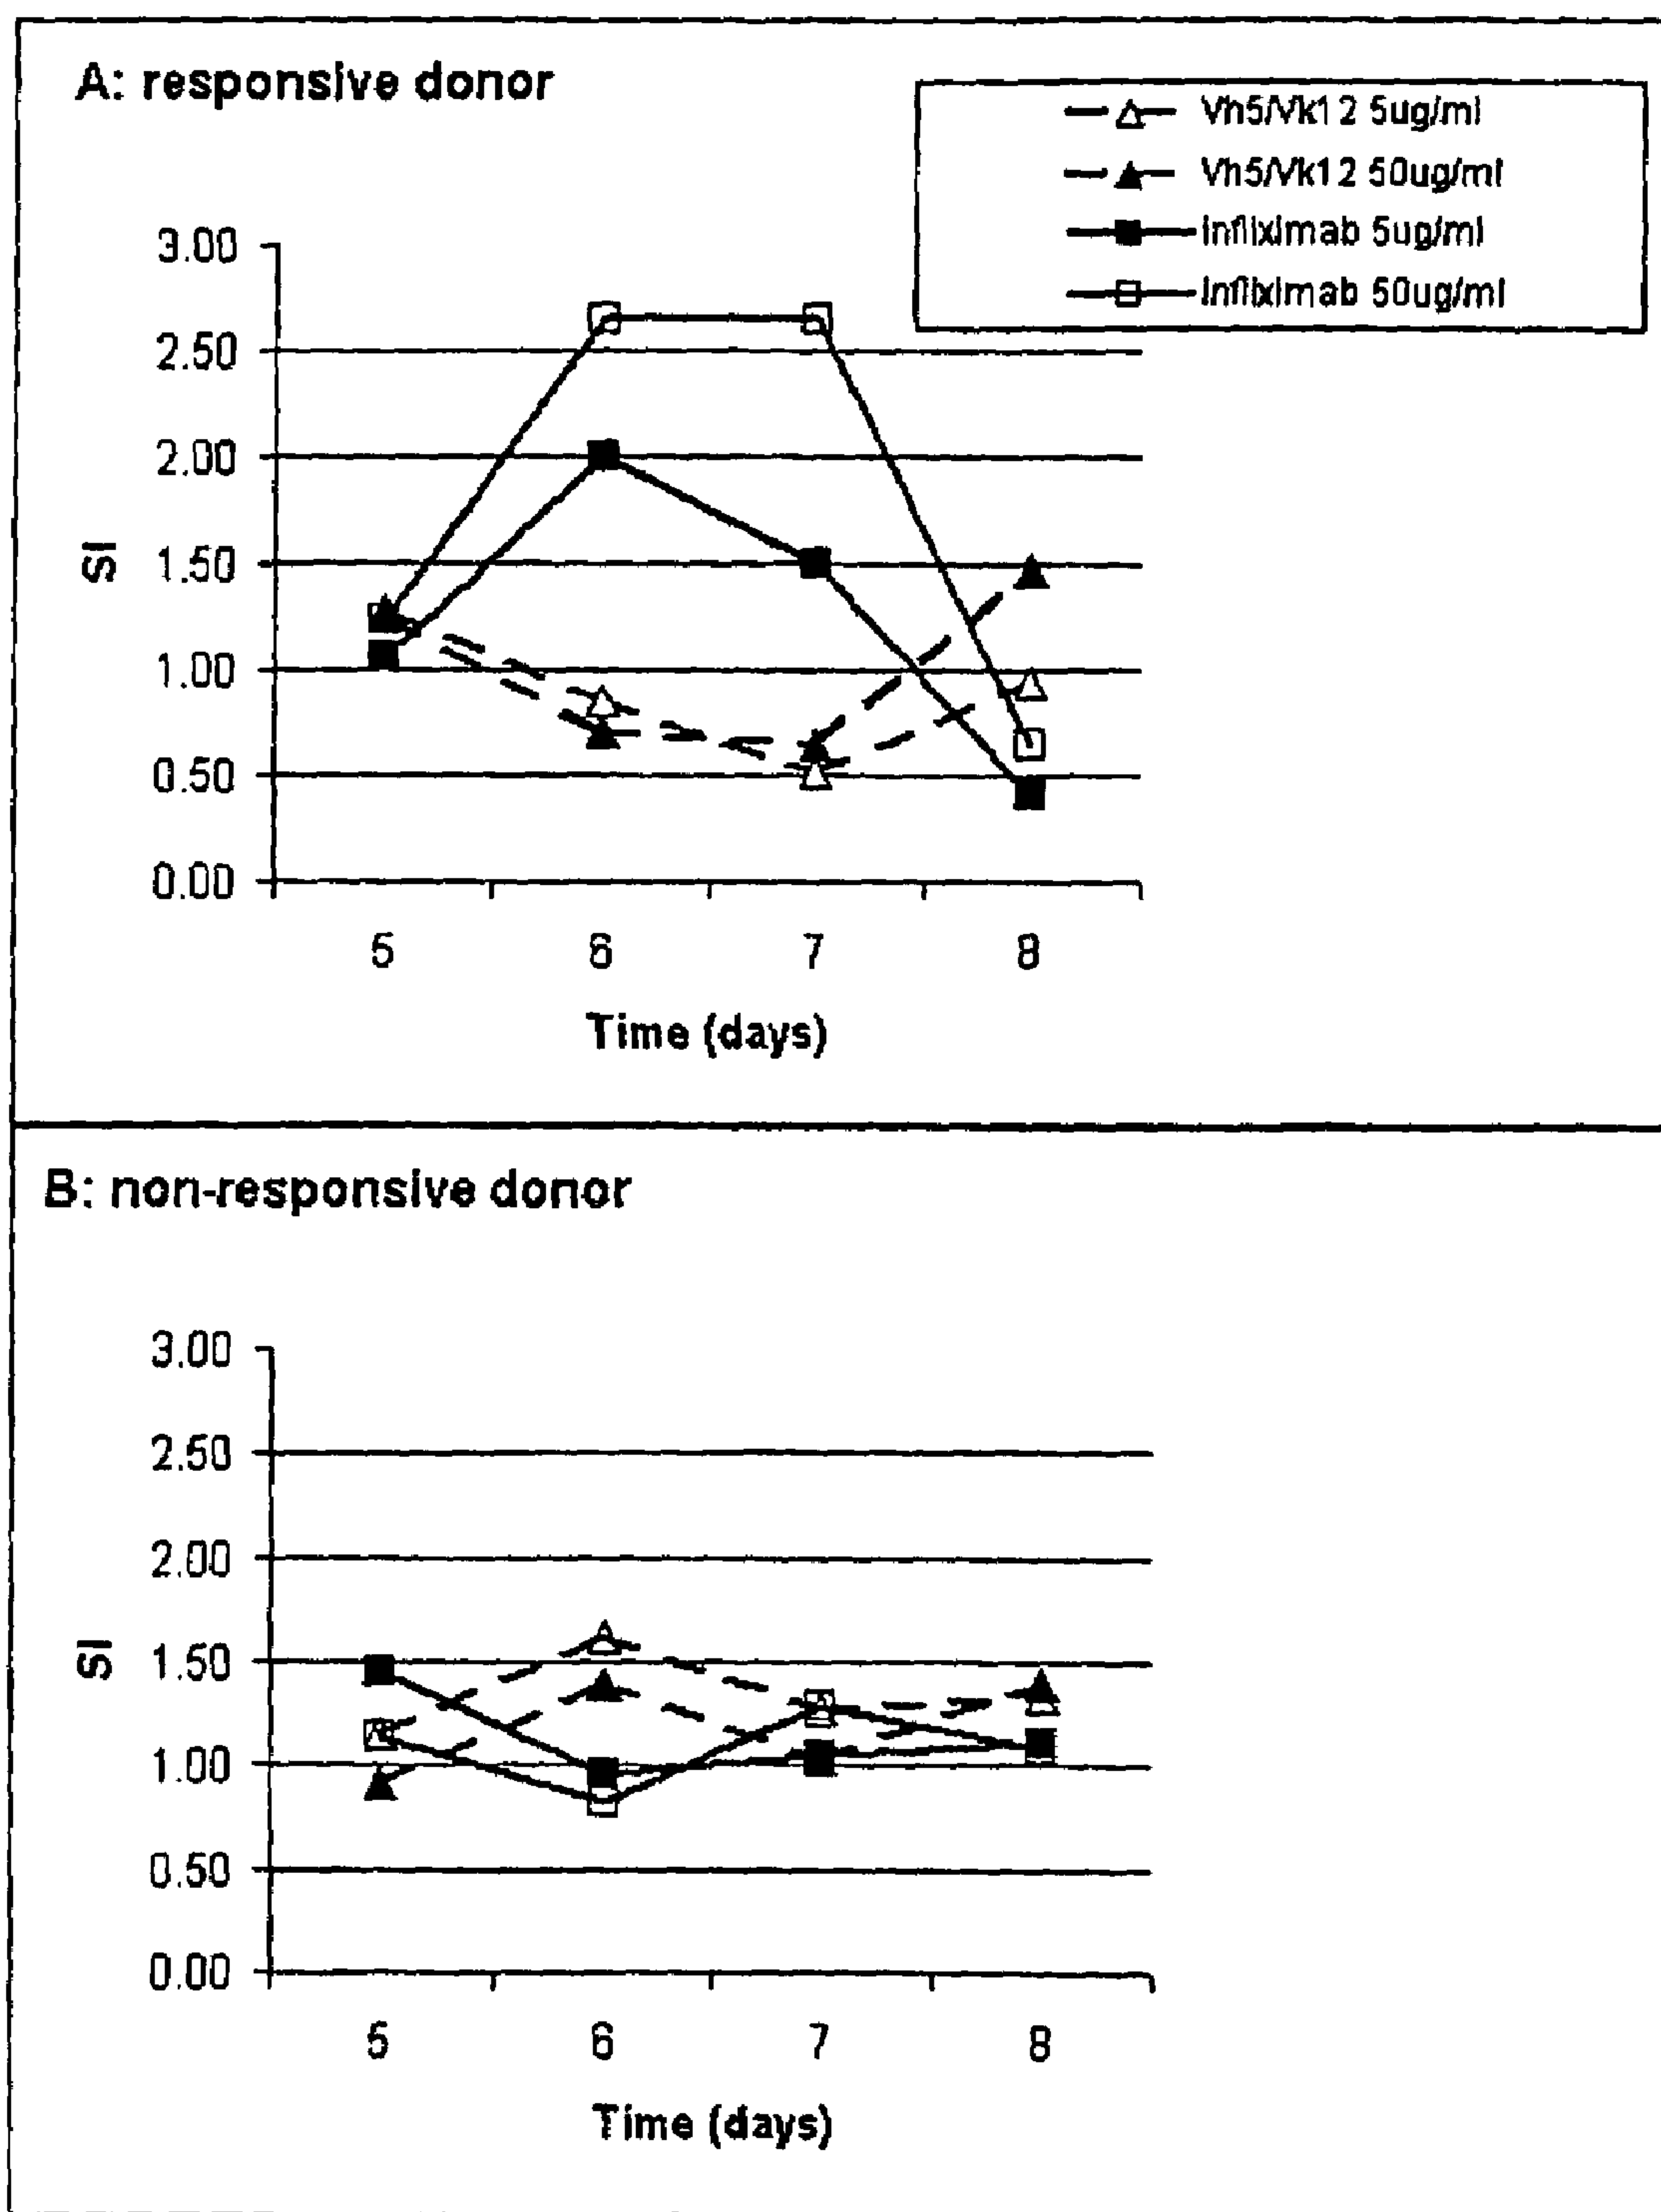 A: responsive donor
Vh5/Vk12 5ug/ml
Vh5/Vk12 50ug/ml
Infliximab 5ug/ml
Infliximab 50ug/ml
3.00
2.50
2.00
1.50
1.00
0.50
0.00
SI
5 6 7 8
Time (days)
B: non-responsive donor
3.00
2.50
2.00
1.50
1.00
0.50
0.00
SI
5 6 7 8
Time (days)